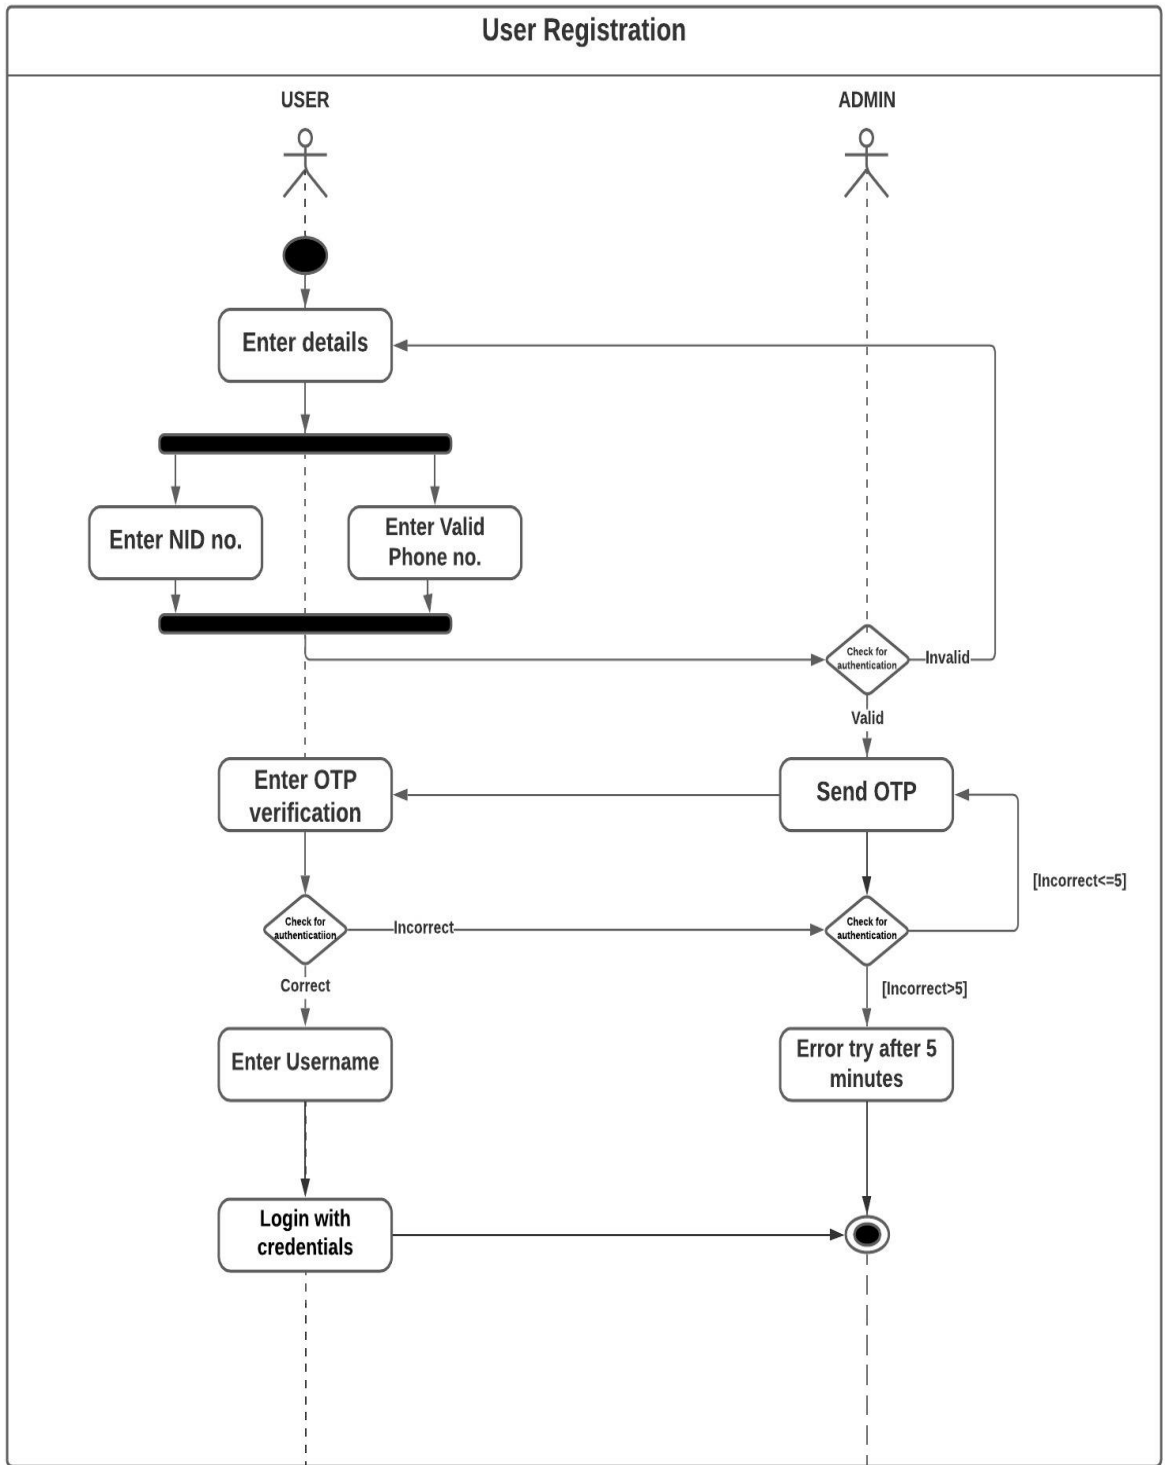 User Registration
USER
ADMIN
Enter details
Enter NID no.
Enter Valid
Phone no.
Check for
authentication
Invalid
Valid
Enter OTP
verification
Send OTP
[Incorrect<=5]
Check for
authenticatiion
Incorrect
Check for
authentication
Correct
[Incorrect>5]
Enter Username
Error try after 5
minutes
Login with
credentials